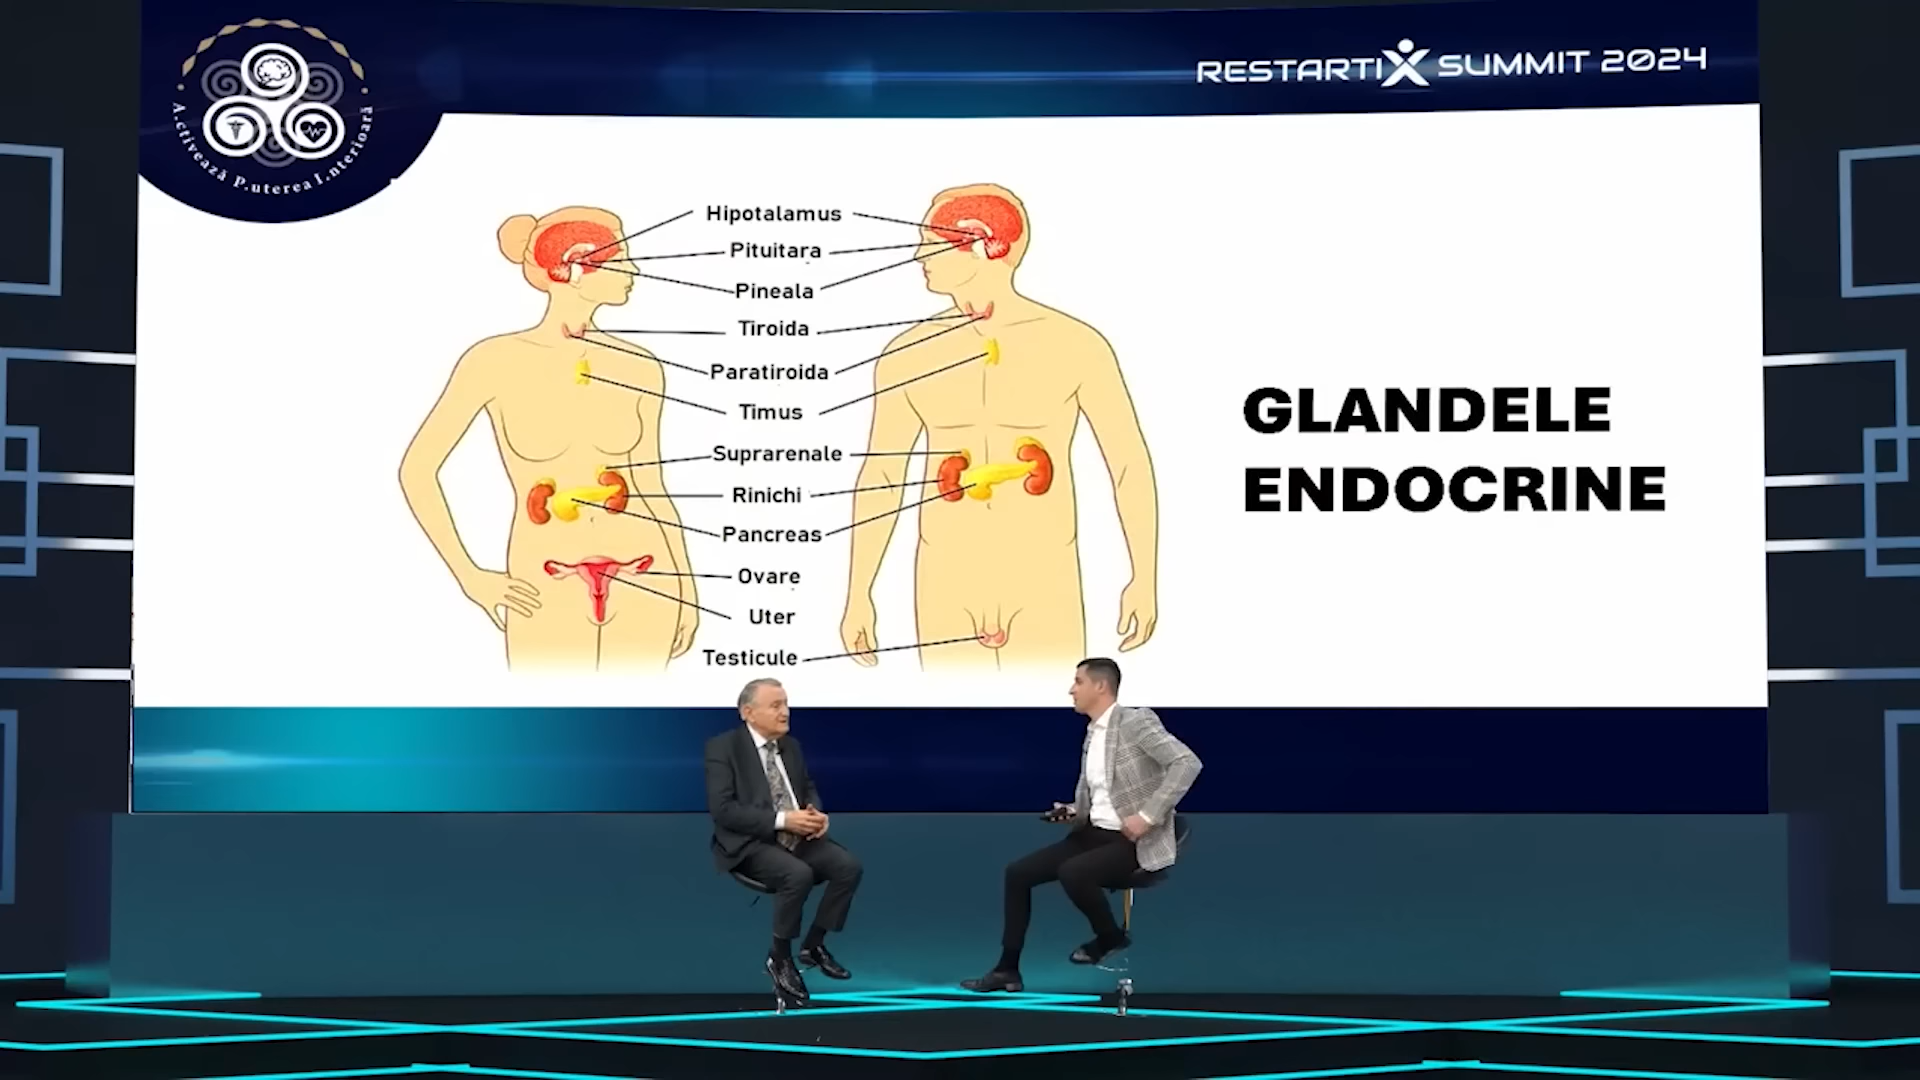 A.ctivează P.uterea I.nterioară
RESTARTIX SUMMIT 2024
Hipotalamus
Pituitara
Pineala
Tiroida
Paratiroida
Timus
Suprarenale
Rinichi
Pancreas
Ovare
Uter
Testicule
GLANDELE
ENDOCRINE